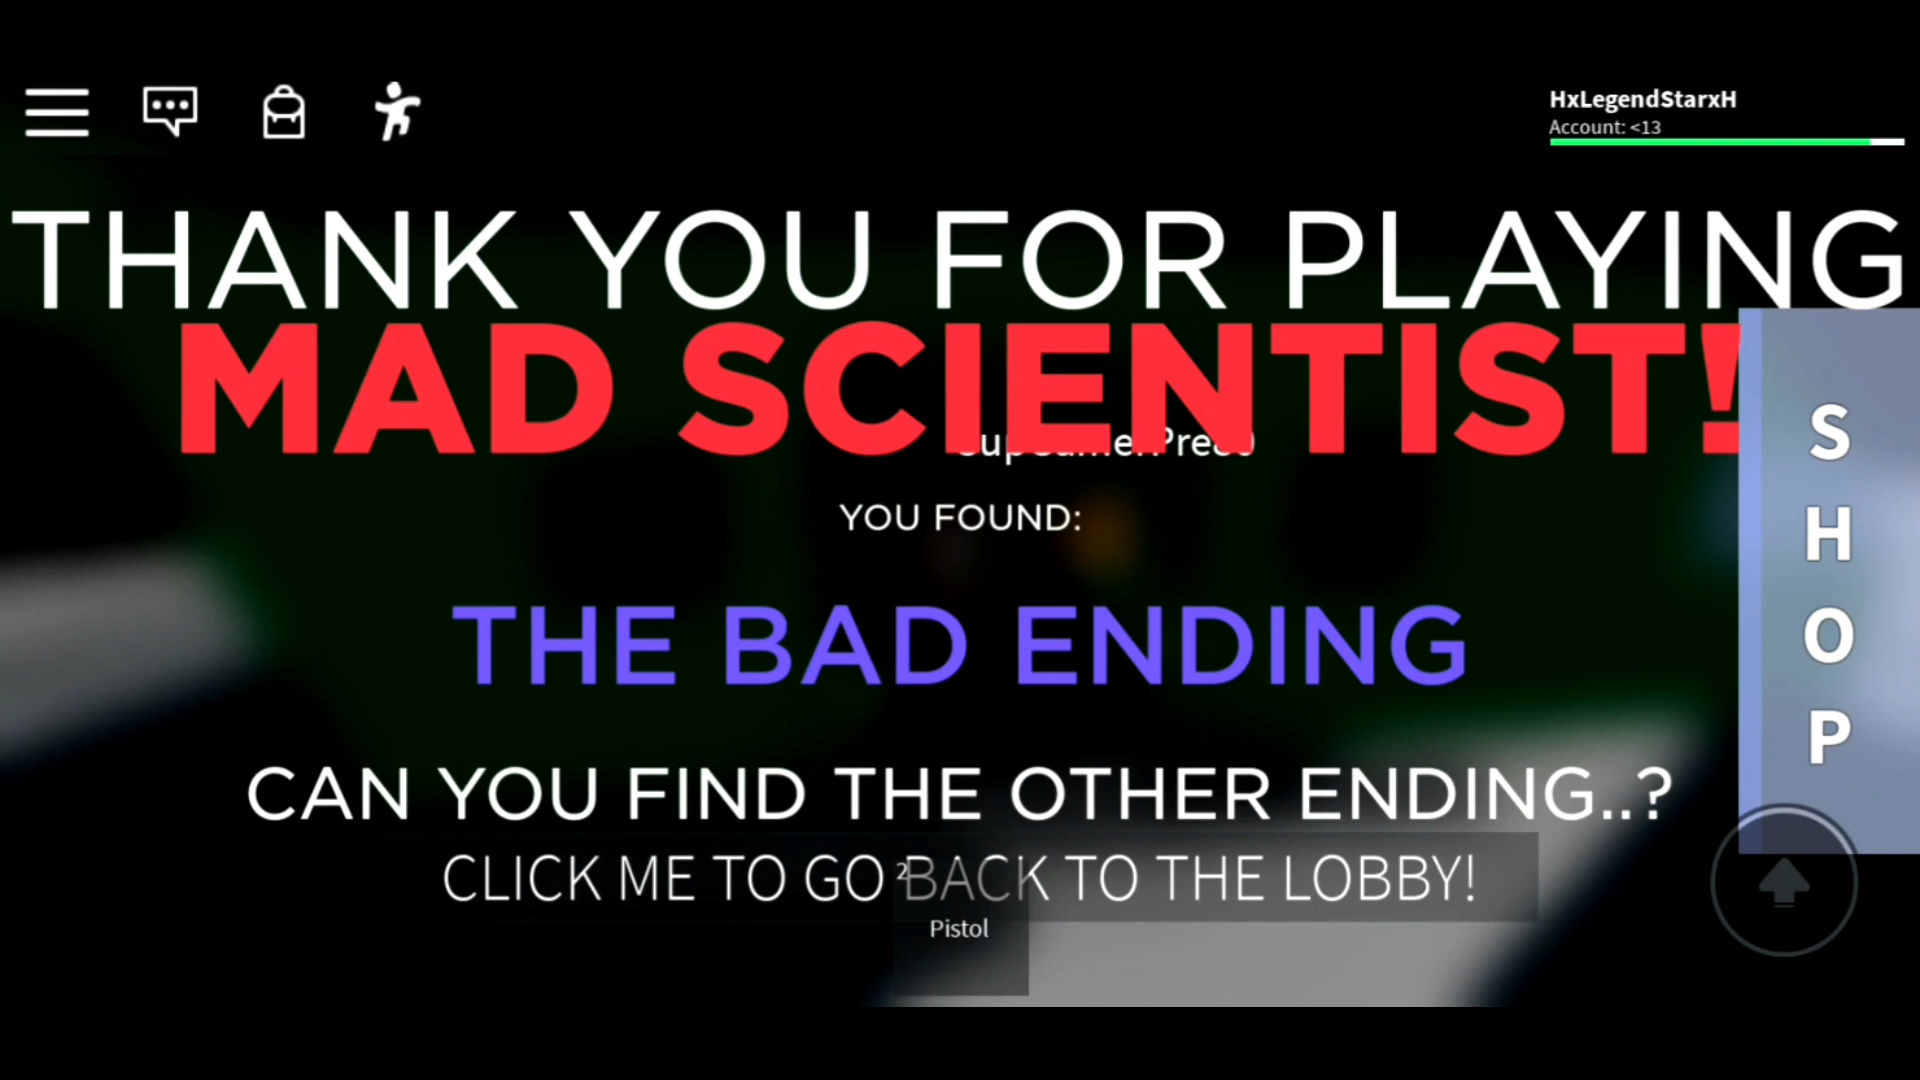 HxLegendStarxH
Account: <13
THANK YOU FOR PLAYING
MAD SCIENTIST!
YOU FOUND:
THE BAD ENDING
CAN YOU FIND THE OTHER ENDING..?
CLICK ME TO GO BACK TO THE LOBBY!
2
Pistol
S
H
O
P